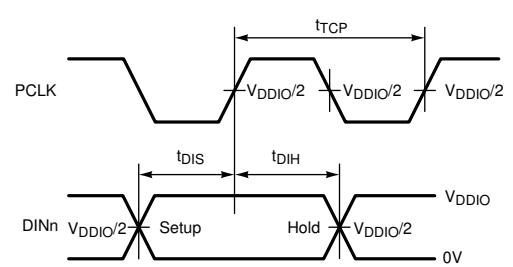 tTCP
PCLK VDDIO/2 VDDIO/2 VDDIO/2
tDIS tDIH
VDDIO
DINn VDDIO/2 Setup Hold VDDIO/2
0V